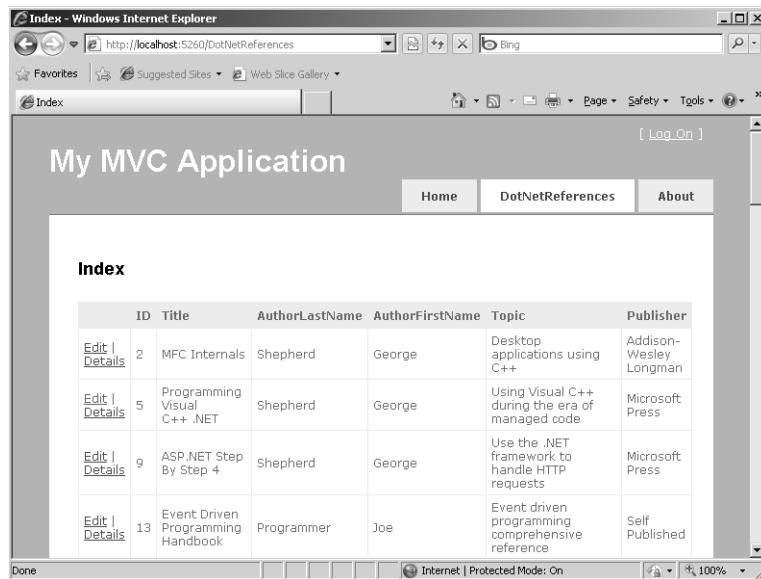 Index - Windows Internet Explorer
http://localhost:5260/DotNetReferences
Bing
Favorites
Suggested Sites
Web Slice Gallery
Index
Page
Safety
Tools
»
[ Log On ]
My MVC Application
Home
DotNetReferences
About
Index
ID Title AuthorLastName AuthorFirstName Topic Publisher
Edit |
Details
2
MFC Internals
Shepherd
George
Desktop
applications using
C++
Addison-
Wesley
Longman
Edit |
Details
5
Programming
Visual
C++ .NET
Shepherd
George
Using Visual C++
during the era of
managed code
Microsoft
Press
Edit |
Details
9
ASP.NET Step
By Step 4
Shepherd
George
Use the .NET
framework to
handle HTTP
requests
Microsoft
Press
Edit |
Details
13
Event Driven
Programming
Handbook
Programmer
Joe
Event driven
programming
comprehensive
reference
Self
Published
Done
Internet | Protected Mode: On
100%